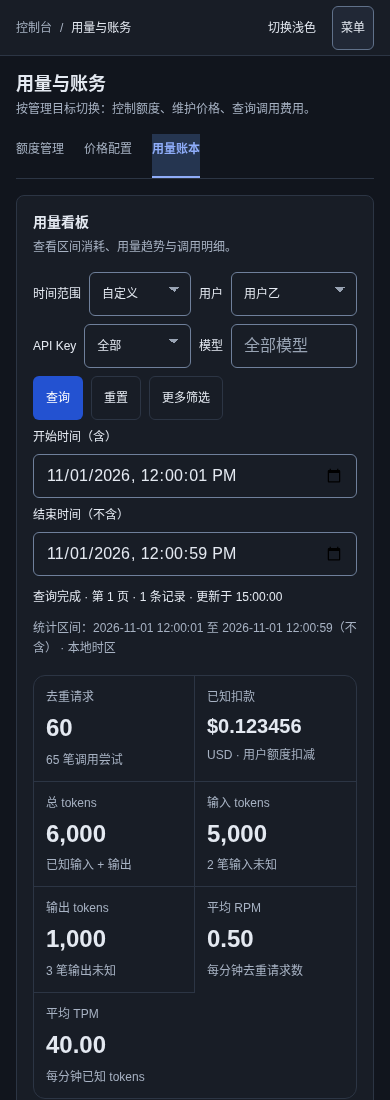 控制台 / 用量与账务 切换浅色 菜单
用量与账务
按管理目标切换：控制额度、维护价格、查询调用费用。
额度管理 价格配置 用量账本
用量看板
查看区间消耗、用量趋势与调用明细。
时间范围 自定义 用户 用户乙
API Key 全部 模型 全部模型
查询 重置 更多筛选
开始时间（含）
11/01/2026, 12:00:01 PM
结束时间（不含）
11/01/2026, 12:00:59 PM
查询完成 · 第 1 页 · 1 条记录 · 更新于 15:00:00
统计区间：2026-11-01 12:00:01 至 2026-11-01 12:00:59（不
含） · 本地时区
去重请求 已知扣款
60 $0.123456
65 笔调用尝试 USD · 用户额度扣减
总 tokens 输入 tokens
6,000 5,000
已知输入 + 输出 2 笔输入未知
输出 tokens 平均 RPM
1,000 0.50
3 笔输出未知 每分钟去重请求数
平均 TPM
40.00
每分钟已知 tokens